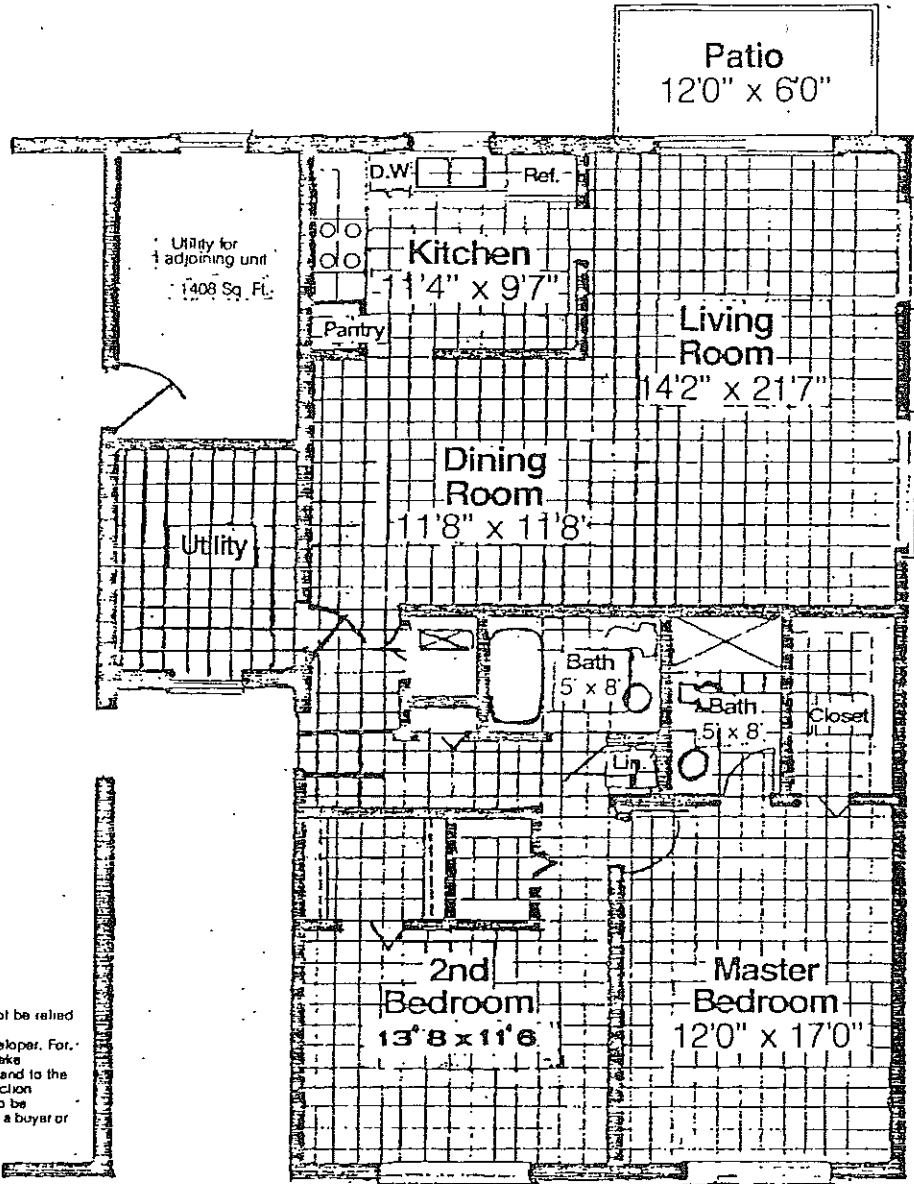 Patio
12'0" x 6'0"
D.W
Ref.
Utility for
adjoining unit
1408 Sq. Ft.
Kitchen
11'4" x 9'7"
Pantry
Living
Room
14'2" x 21'7"
Dining
Room
11'8" x 11'8'
Utility
Bath
5' x 8'
Bath
5' x 8'
Closet
Lin.
2nd
Bedroom
13' 8 x 11' 6
Master
Bedroom
12'0" x 17'0"
ot be relied
eloper. For
ake
and to the
ction
o be
a buyer or